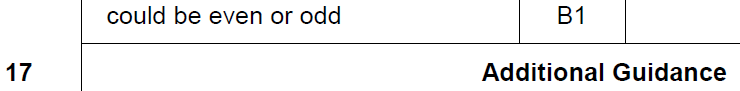 could be even or odd B1
17 Additional Guidance